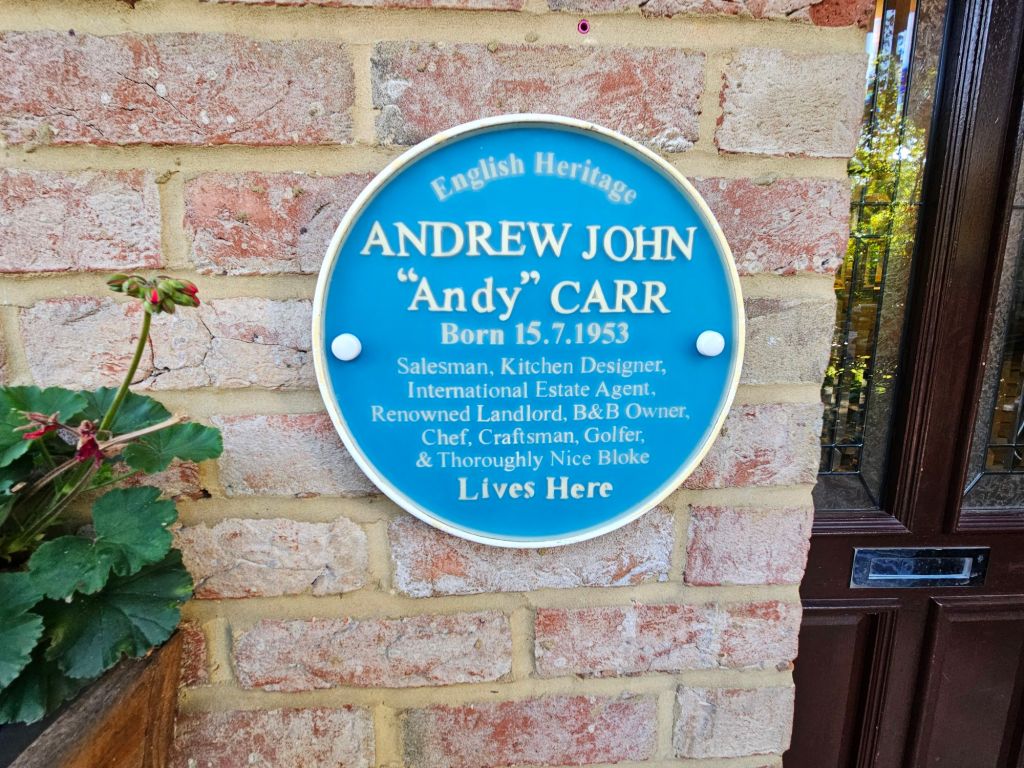 English Heritage
ANDREW JOHN
"Andy" CARR
Born 15.7.1953
Salesman, Kitchen Designer,
International Estate Agent,
Renowned Landlord, B&B Owner,
Chef, Craftsman, Golfer,
& Thoroughly Nice Bloke
Lives Here